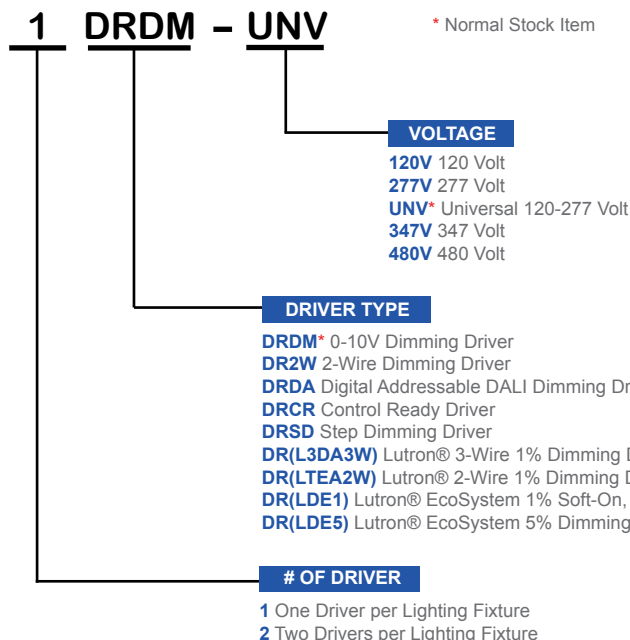 1 DRDM – UNV
* Normal Stock Item
VOLTAGE
120V 120 Volt
277V 277 Volt
UNV* Universal 120-277 Volt
347V 347 Volt
480V 480 Volt
DRIVER TYPE
DRDM* 0-10V Dimming Driver
DR2W 2-Wire Dimming Driver
DRDA Digital Addressable DALI Dimming
DRCR Control Ready Driver
DRSD Step Dimming Driver
DR(L3DA3W) Lutron® 3-Wire 1% Dimming
DR(LTEA2W) Lutron® 2-Wire 1% Dimming
DR(LDE1) Lutron® EcoSystem 1% Soft-On,
DR(LDE5) Lutron® EcoSystem 5% Dimming
# OF DRIVER
1 One Driver per Lighting Fixture
2 Two Drivers per Lighting Fixture